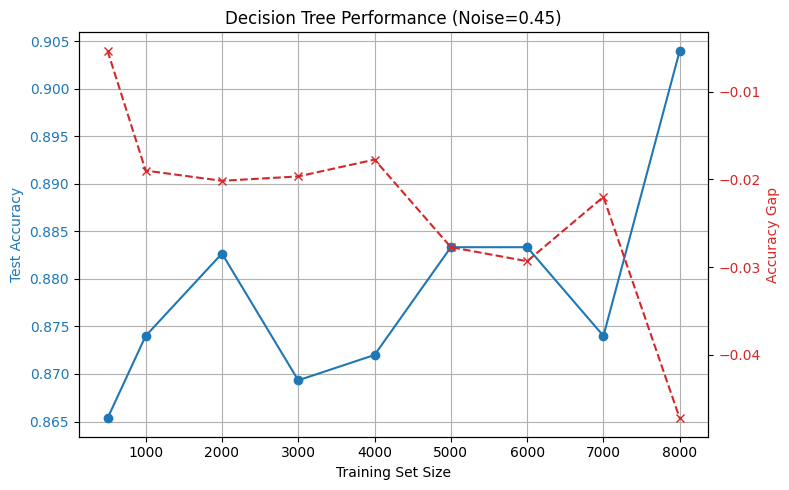 Decision Tree Performance (Noise=0.45)
Test Accuracy
0.905
0.900
0.895
0.890
0.885
0.880
0.875
0.870
0.865
−0.01
−0.02
−0.03
−0.04
Accuracy Gap
1000 2000 3000 4000 5000 6000 7000 8000
Training Set Size